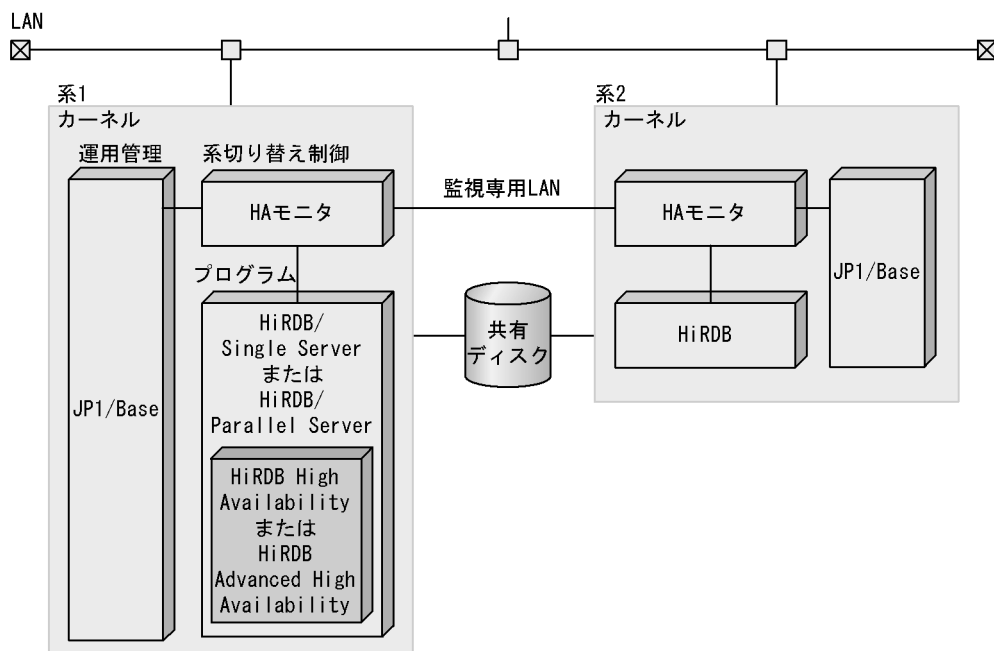 LAN
系1
カーネル
運用管理
系切り替え制御
HAモニタ
プログラム
HiRDB/
Single Server
または
HiRDB/
Parallel Server
JP1/Base
HiRDB High
Availability
または
HiRDB
Advanced High
Availability
監視専用LAN
共有
ディスク
系2
カーネル
HAモニタ
JP1/Base
HiRDB